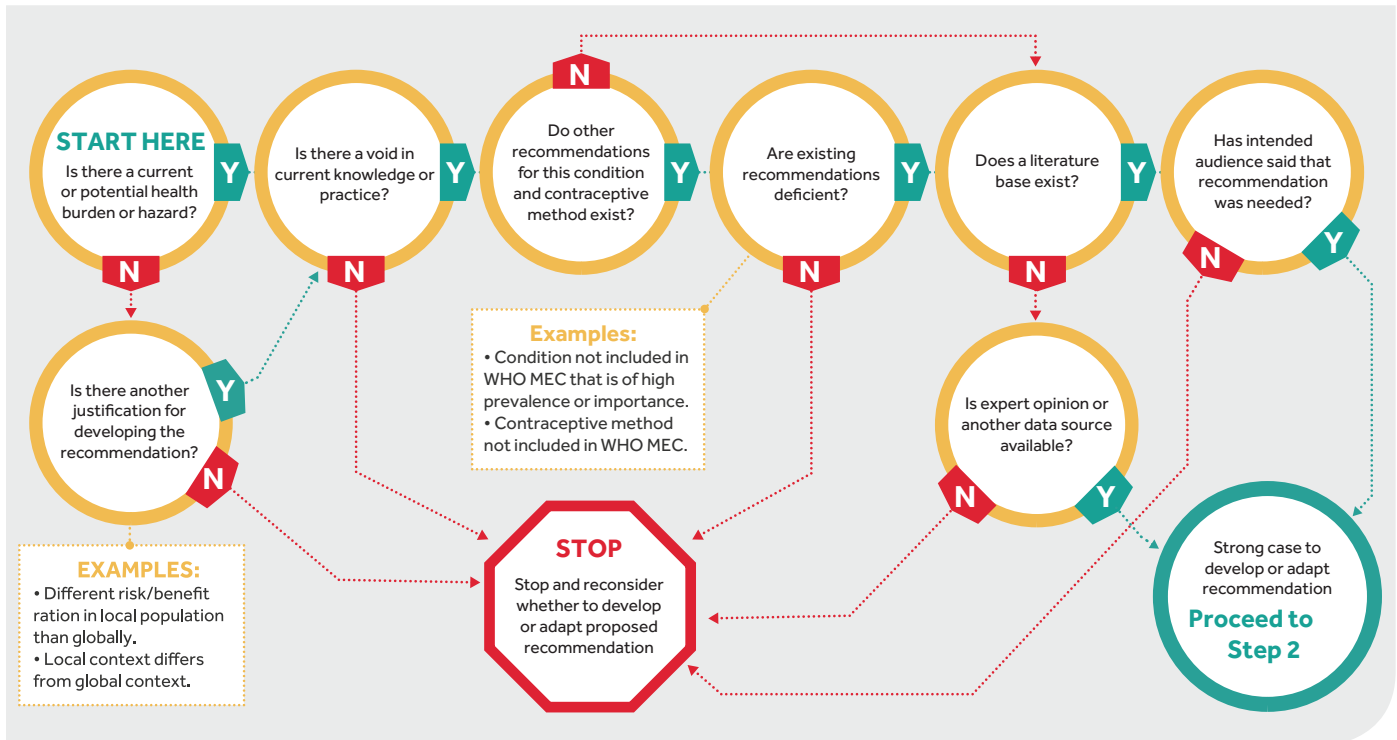 START HERE
Is there a current
or potential health
burden or hazard?
Y
N
Is there a void in
current knowledge or
practice?
Y
N
N
Do other
recommendations
for this condition
and contraceptive
method exist?
Y
Are existing
recommendations
deficient?
Y
N
Does a literature
base exist?
Y
N
Has intended
audience said that
recommendation
was needed?
N
Y
Is there another
justification for
developing the
recommendation?
Y
N
EXAMPLES:
• Different risk/benefit
ration in local population
than globally.
• Local context differs
from global context.
Examples:
• Condition not included in
WHO MEC that is of high
prevalence or importance.
• Contraceptive method
not included in WHO MEC.
Is expert opinion or
another data source
available?
N
Y
STOP
Stop and reconsider
whether to develop
or adapt proposed
recommendation
Strong case to
develop or adapt
recommendation
Proceed to
Step 2